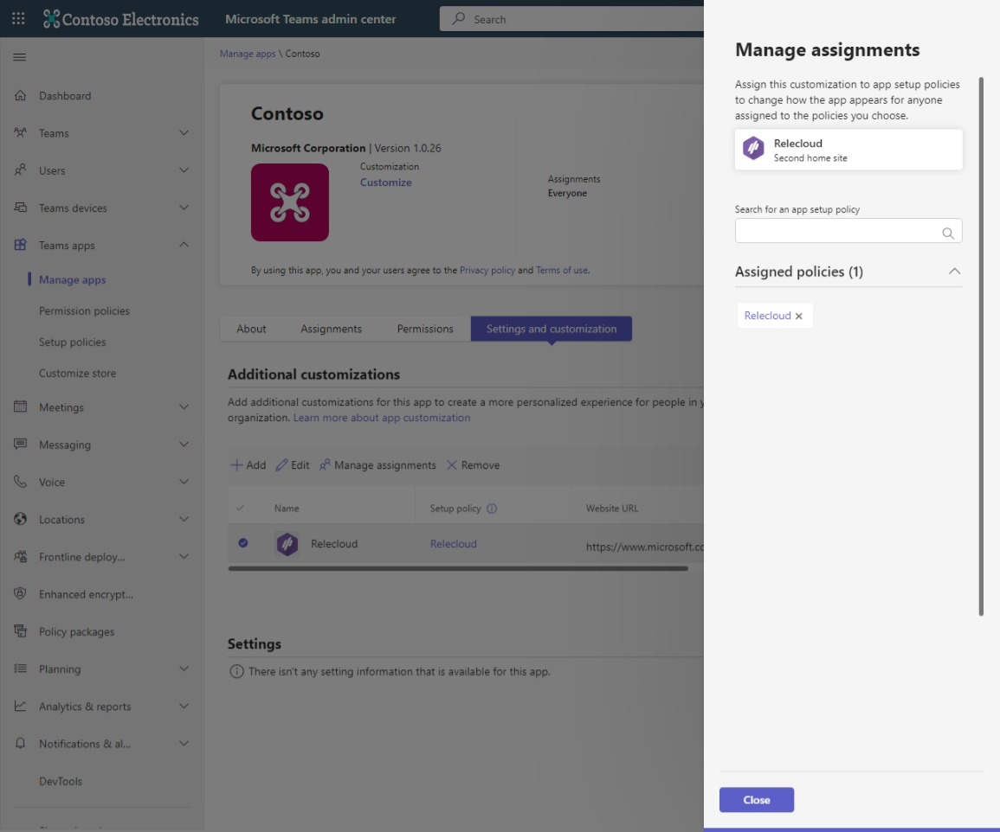 Contoso Electronics
Microsoft Teams admin center
Search
Dashboard
Teams
Users
Teams devices
Teams apps
Manage apps
Permission policies
Setup policies
Customize store
Meetings
Messaging
Voice
Locations
Frontline deploy...
Enhanced encrypt...
Policy packages
Planning
Analytics & reports
Notifications & al...
DevTools
Manage apps \ Contoso
Contoso
Microsoft Corporation | Version 1.0.26
Customization
Customize
Assignments
Everyone
By using this app, you and your users agree to the Privacy policy and Terms of use.
About
Assignments
Permissions
Settings and customization
Additional customizations
Add additional customizations for this app to create a more personalized experience for people in
organization. Learn more about app customization
Add
Edit
Manage assignments
Remove
Name
Setup policy
Website URL
Relecloud
Relecloud
https://www.microsoft.co
Settings
There isn't any setting information that is available for this app.
Manage assignments
Assign this customization to app setup policies
to change how the app appears for anyone
assigned to the policies you choose.
Relecloud
Second home site
Search for an app setup policy
Assigned policies (1)
Relecloud
Close